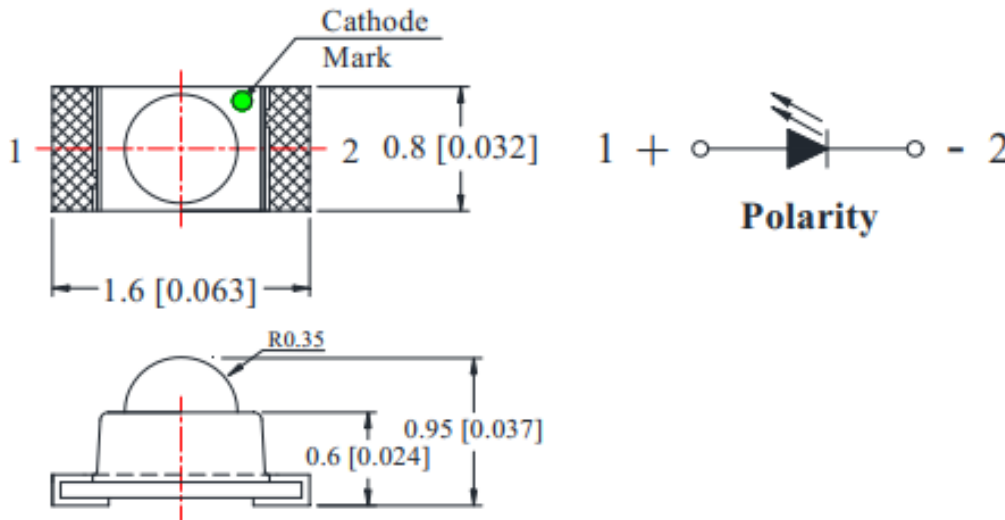 Cathode
Mark
1
2
0.8 [0.032]
1 +
- 2
Polarity
1.6 [0.063]
R0.35
0.95 [0.037]
0.6 [0.024]